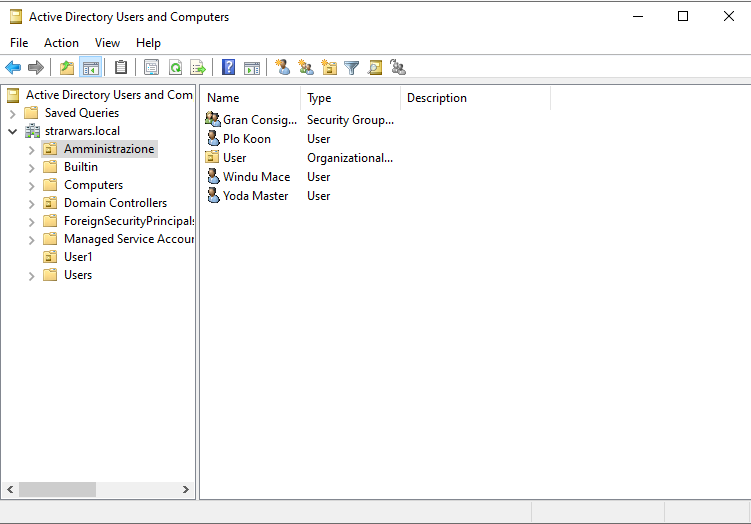 Active Directory Users and Computers
File Action View Help
Active Directory Users and Com
Saved Queries
strarwars.local
Amministrazione
Builtin
Computers
Domain Controllers
ForeignSecurityPrincipals
Managed Service Accour
User1
Users
Name Type Description
Gran Consig... Security Group...
Plo Koon User
User Organizational...
Windu Mace User
Yoda Master User